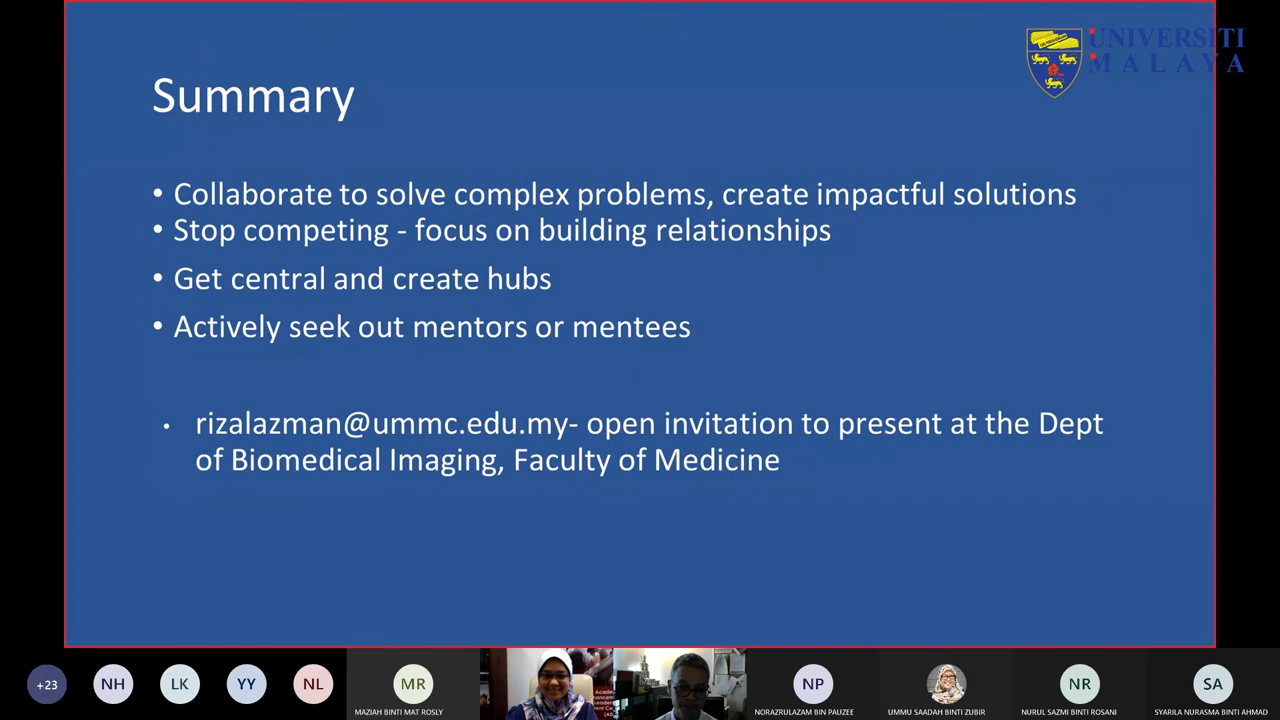 UNIVERSITI
MALAYA
Summary
• Collaborate to solve complex problems, create impactful solutions
• Stop competing - focus on building relationships
• Get central and create hubs
• Actively seek out mentors or mentees
• rizalazman@ummc.edu.my- open invitation to present at the Dept
of Biomedical Imaging, Faculty of Medicine
+23
NH
LK
YY
NL
MR
MAZIAH BINTI MAT ROSLY
NP
NORAZRULAZAM BIN PAUZEE
UMMU SAADAH BINTI ZUBIR
NR
NURUL SAZMI BINTI ROSANI
SA
SYARILA NURASMA BINTI AHMAD